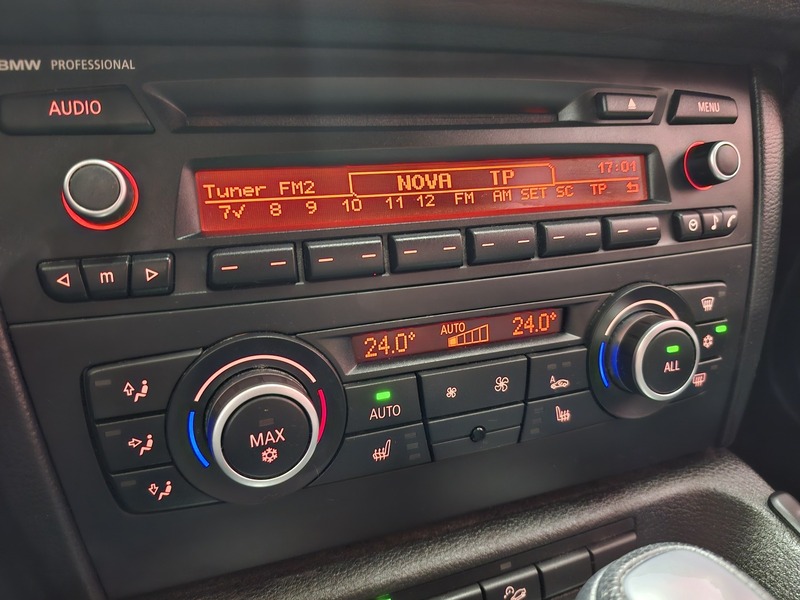 BMW PROFESSIONAL
AUDIO
MENU
NOVA TP 17:01
Tuner FM2
7✓ 8 9 10 11 12 FM AM SET SC TP
m
24.0° AUTO 24.0°
AUTO
ALL
MAX
A